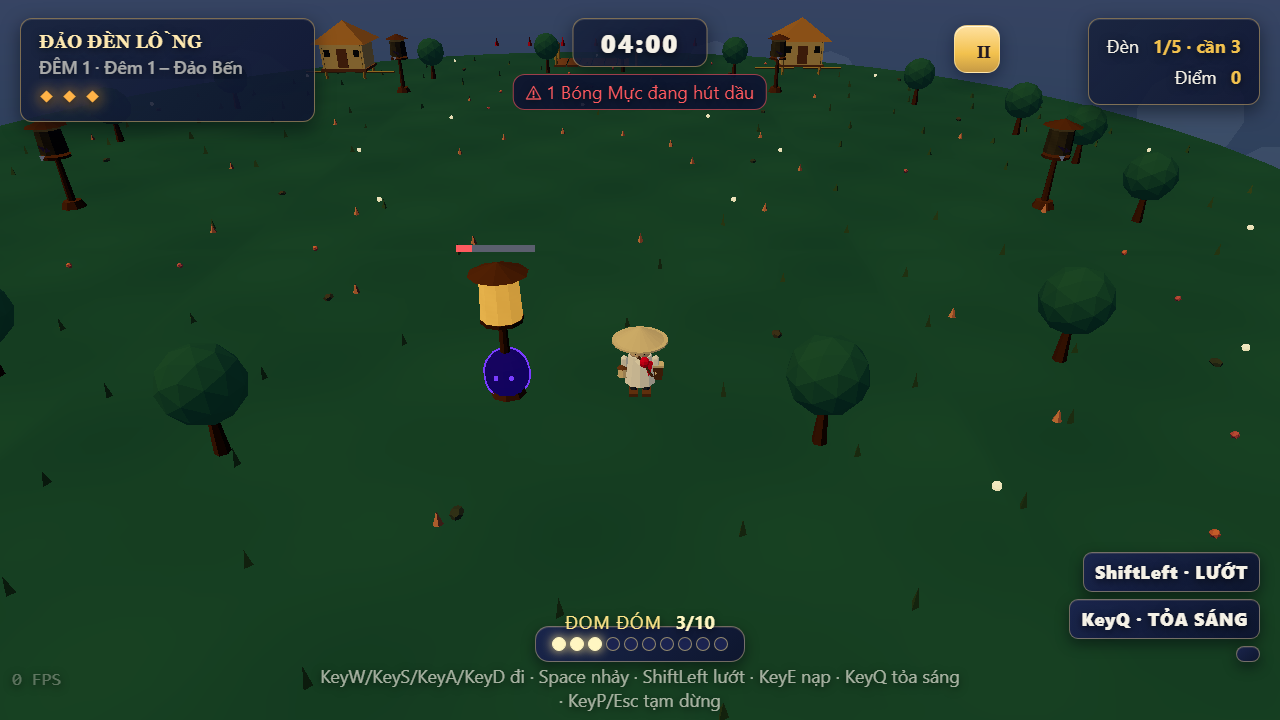 ĐẢO ĐÈN LỒNG
ĐÊM 1 · Đêm 1 – Đảo Bến
04:00
⚠ 1 Bóng Mực đang hút dầu
II
Đèn 1/5 · cần 3
Điểm 0
ShiftLeft · LƯỚT
KeyQ · TỎA SÁNG
ĐOM ĐÓM 3/10
0 FPS
KeyW/KeyS/KeyA/KeyD đi · Space nhảy · ShiftLeft lướt · KeyE nạp · KeyQ tỏa sáng
· KeyP/Esc tạm dừng